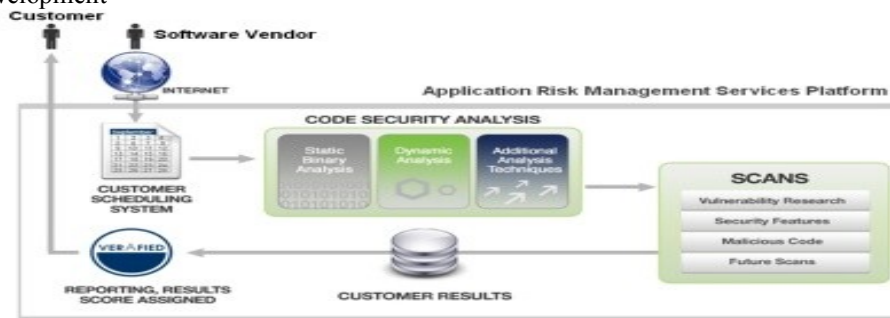 velopment
Customer
Software Vendor
INTERNET
Application Risk Management Services Platform
CODE SECURITY ANALYSIS
September
Static
Binary
Analysis
Dynamic
Analysis
Additional
Analysis
Techniques
CUSTOMER
SCHEDULING
SYSTEM
SCANS
Vulnerability Research
Security Features
Malicious Code
Future Scans
VERAFIED
REPORTING, RESULTS
SCORE ASSIGNED
CUSTOMER RESULTS